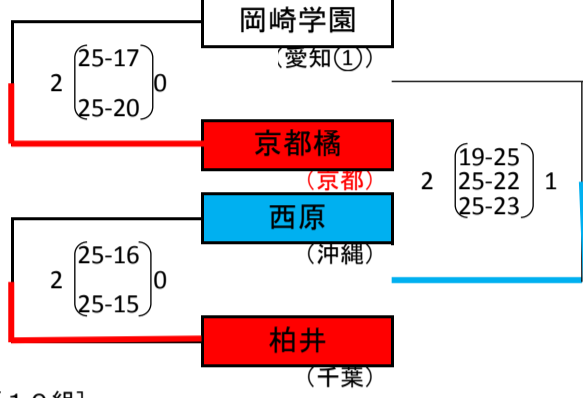 岡崎学園
(愛知①)
2 25-17 0
25-20
京都橘
(京都)
2 19-25 1
25-22
25-23
西原
(沖縄)
2 25-16 0
25-15
柏井
(千葉)